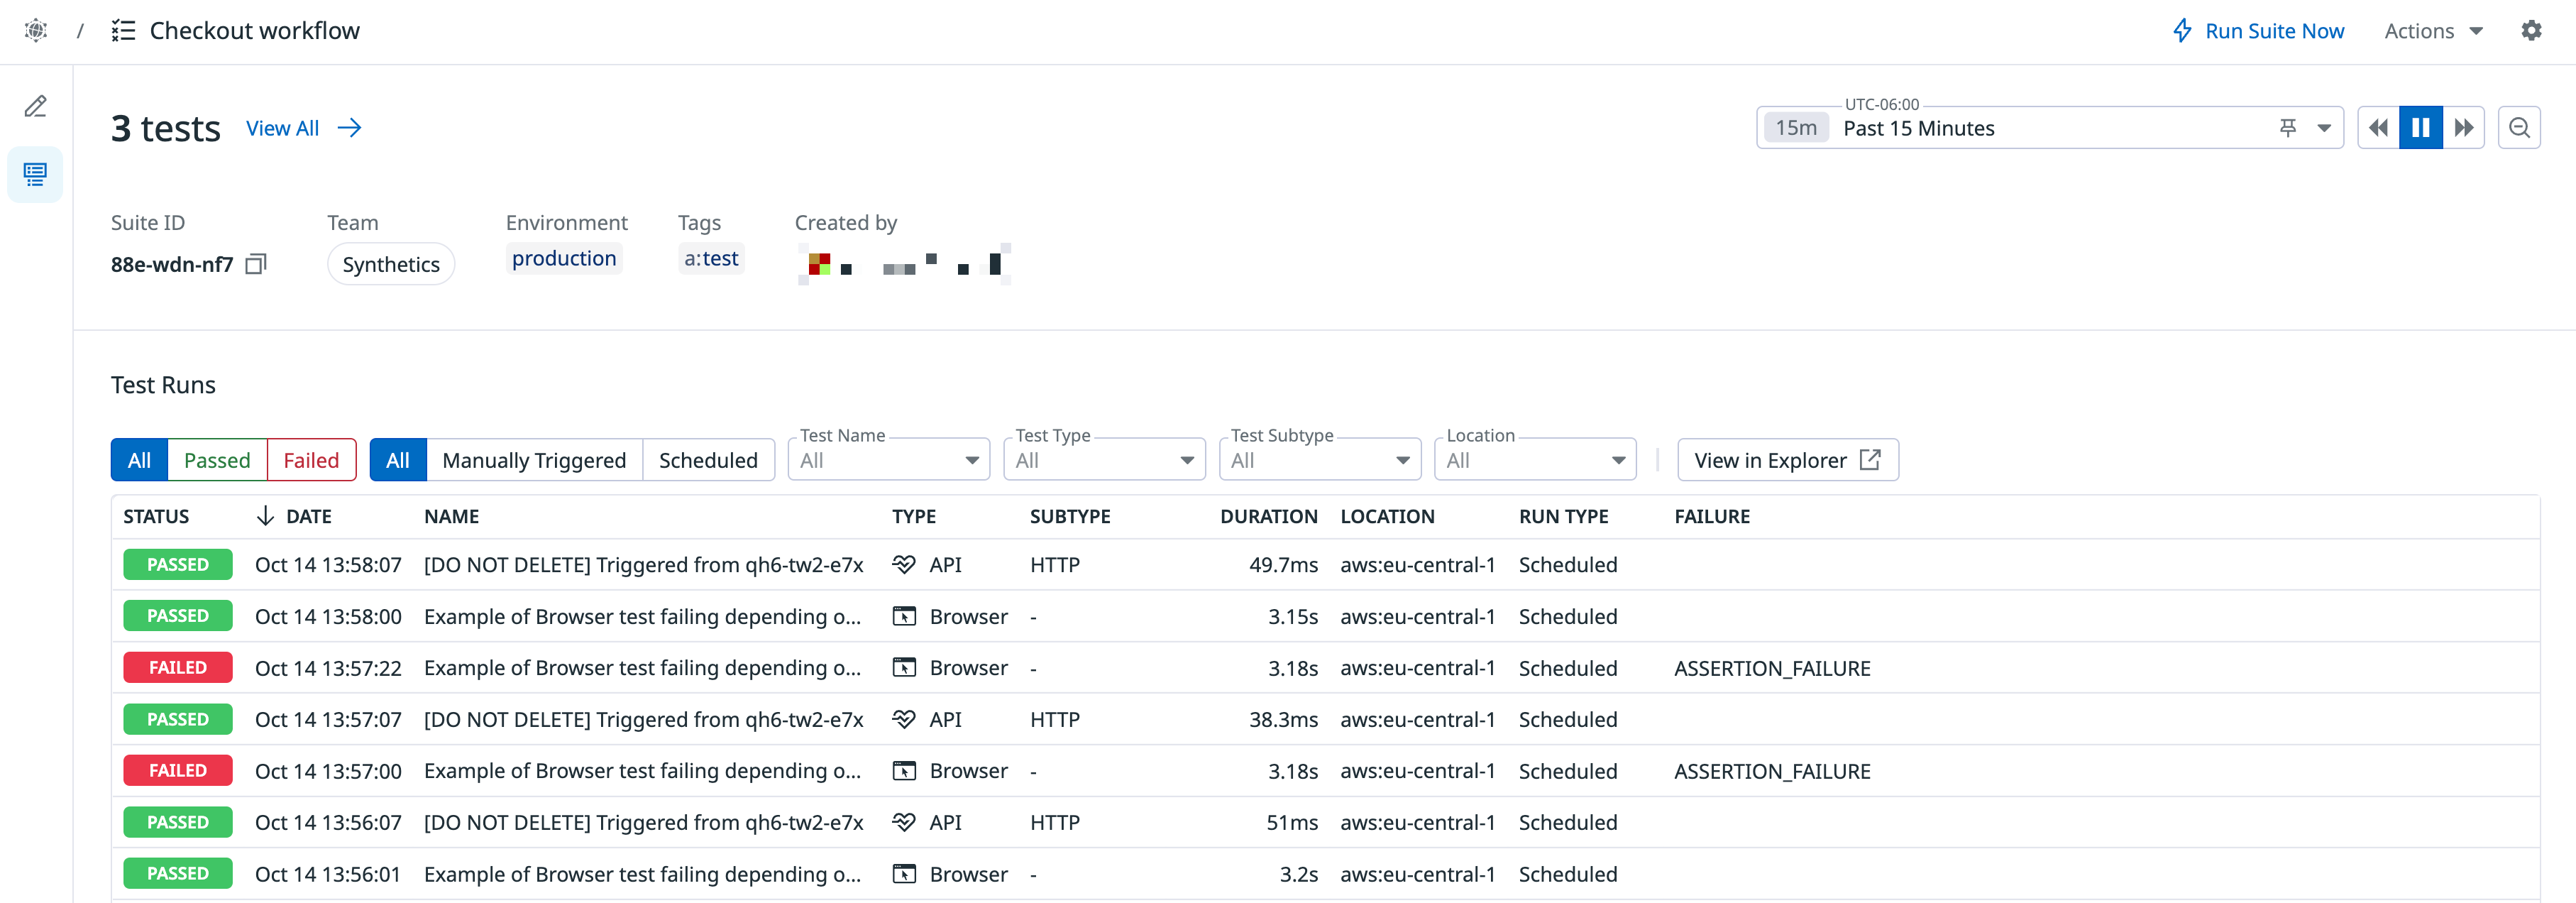 / Checkout workflow Run Suite Now Actions
3 tests View All
UTC-06:00
15m Past 15 Minutes
Suite ID Team Environment Tags Created by
88e-wdn-nf7 Synthetics production a:test
Test Runs
All Passed Failed All Manually Triggered Scheduled Test Name All Test Type All Test Subtype All Location All View in Explorer
STATUS DATE NAME TYPE SUBTYPE DURATION LOCATION RUN TYPE FAILURE
PASSED Oct 14 13:58:07 [DO NOT DELETE] Triggered from qh6-tw2-e7x API HTTP 49.7ms aws:eu-central-1 Scheduled
PASSED Oct 14 13:58:00 Example of Browser test failing depending o... Browser - 3.15s aws:eu-central-1 Scheduled
FAILED Oct 14 13:57:22 Example of Browser test failing depending o... Browser - 3.18s aws:eu-central-1 Scheduled ASSERTION_FAILURE
PASSED Oct 14 13:57:07 [DO NOT DELETE] Triggered from qh6-tw2-e7x API HTTP 38.3ms aws:eu-central-1 Scheduled
FAILED Oct 14 13:57:00 Example of Browser test failing depending o... Browser - 3.18s aws:eu-central-1 Scheduled ASSERTION_FAILURE
PASSED Oct 14 13:56:07 [DO NOT DELETE] Triggered from qh6-tw2-e7x API HTTP 51ms aws:eu-central-1 Scheduled
PASSED Oct 14 13:56:01 Example of Browser test failing depending o... Browser - 3.2s aws:eu-central-1 Scheduled